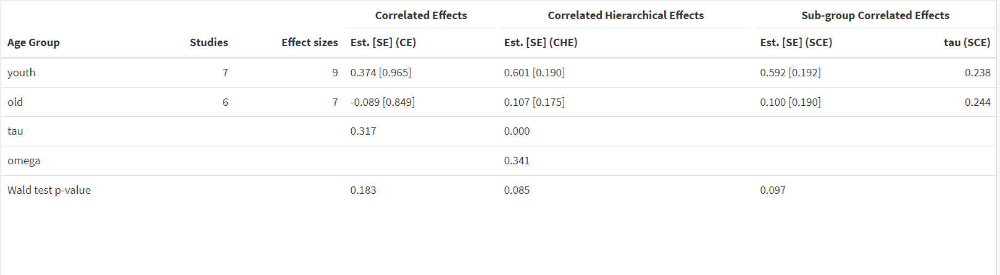 Correlated Effects Correlated Hierarchical Effects Sub-group Correlated Effects
Age Group Studies Effect sizes Est. [SE] (CE) Est. [SE] (CHE) Est. [SE] (SCE) tau (SCE)
youth 7 9 0.374 [0.965] 0.601 [0.190] 0.592 [0.192] 0.238
old 6 7 -0.089 [0.849] 0.107 [0.175] 0.100 [0.190] 0.244
tau 0.317 0.000
omega 0.341
Wald test p-value 0.183 0.085 0.097